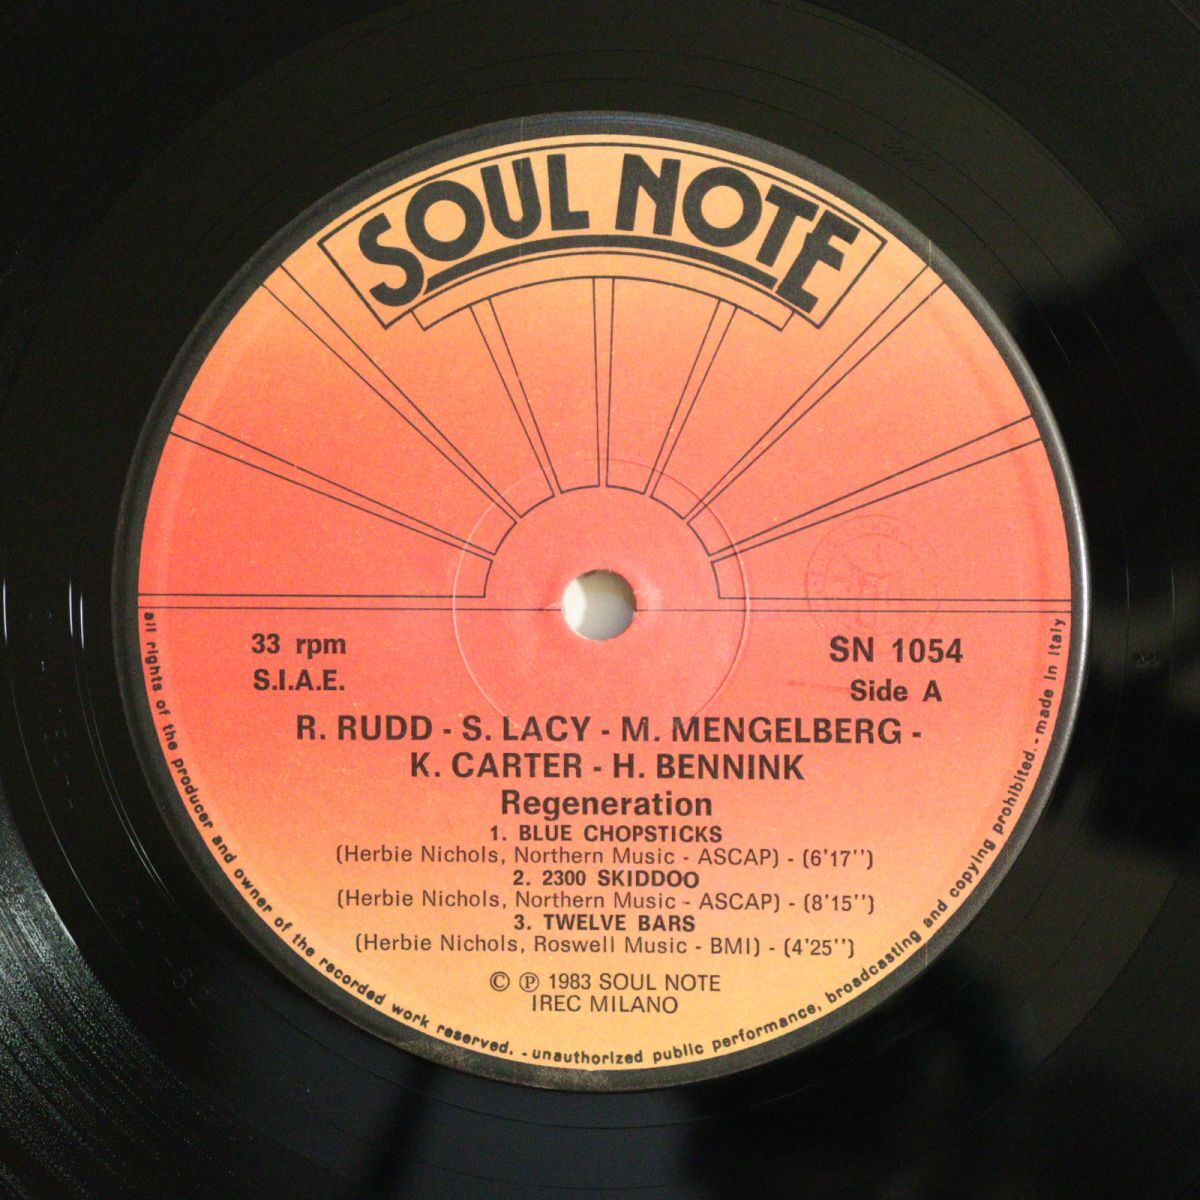 SOUL NOTE
33 rpm
S.I.A.E.
SN 1054
Side A
R. RUDD - S. LACY - M. MENGELBERG -
K. CARTER - H. BENNINK
Regeneration
1. BLUE CHOPSTICKS
(Herbie Nichols, Northern Music - ASCAP) - (6'17'')
2. 2300 SKIDDOO
(Herbie Nichols, Northern Music - ASCAP) - (8'15'')
3. TWELVE BARS
(Herbie Nichols, Roswell Music - BMI) - (4'25'')
© ℗ 1983 SOUL NOTE
IREC MILANO
all rights of the producer and owner of the recorded work reserved. - unauthorized public performance, broadcasting and copying prohibited. - made in Italy